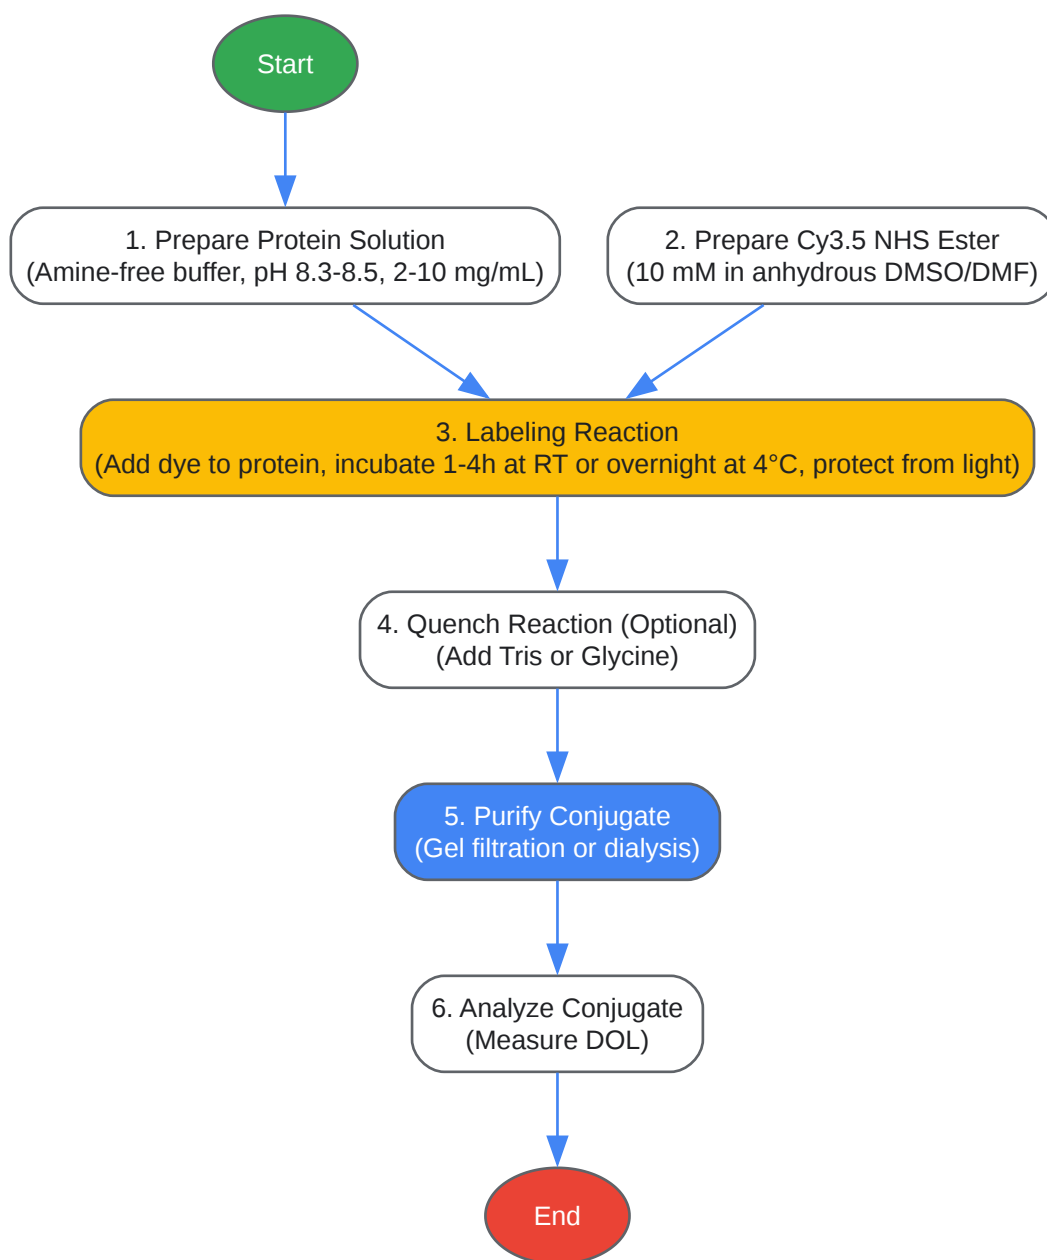 Start
1. Prepare Protein Solution
(Amine-free buffer, pH 8.3-8.5, 2-10 mg/mL)
2. Prepare Cy3.5 NHS Ester
(10 mM in anhydrous DMSO/DMF)
3. Labeling Reaction
(Add dye to protein, incubate 1-4h at RT or overnight at 4°C, protect from light)
4. Quench Reaction (Optional)
(Add Tris or Glycine)
5. Purify Conjugate
(Gel filtration or dialysis)
6. Analyze Conjugate
(Measure DOL)
End